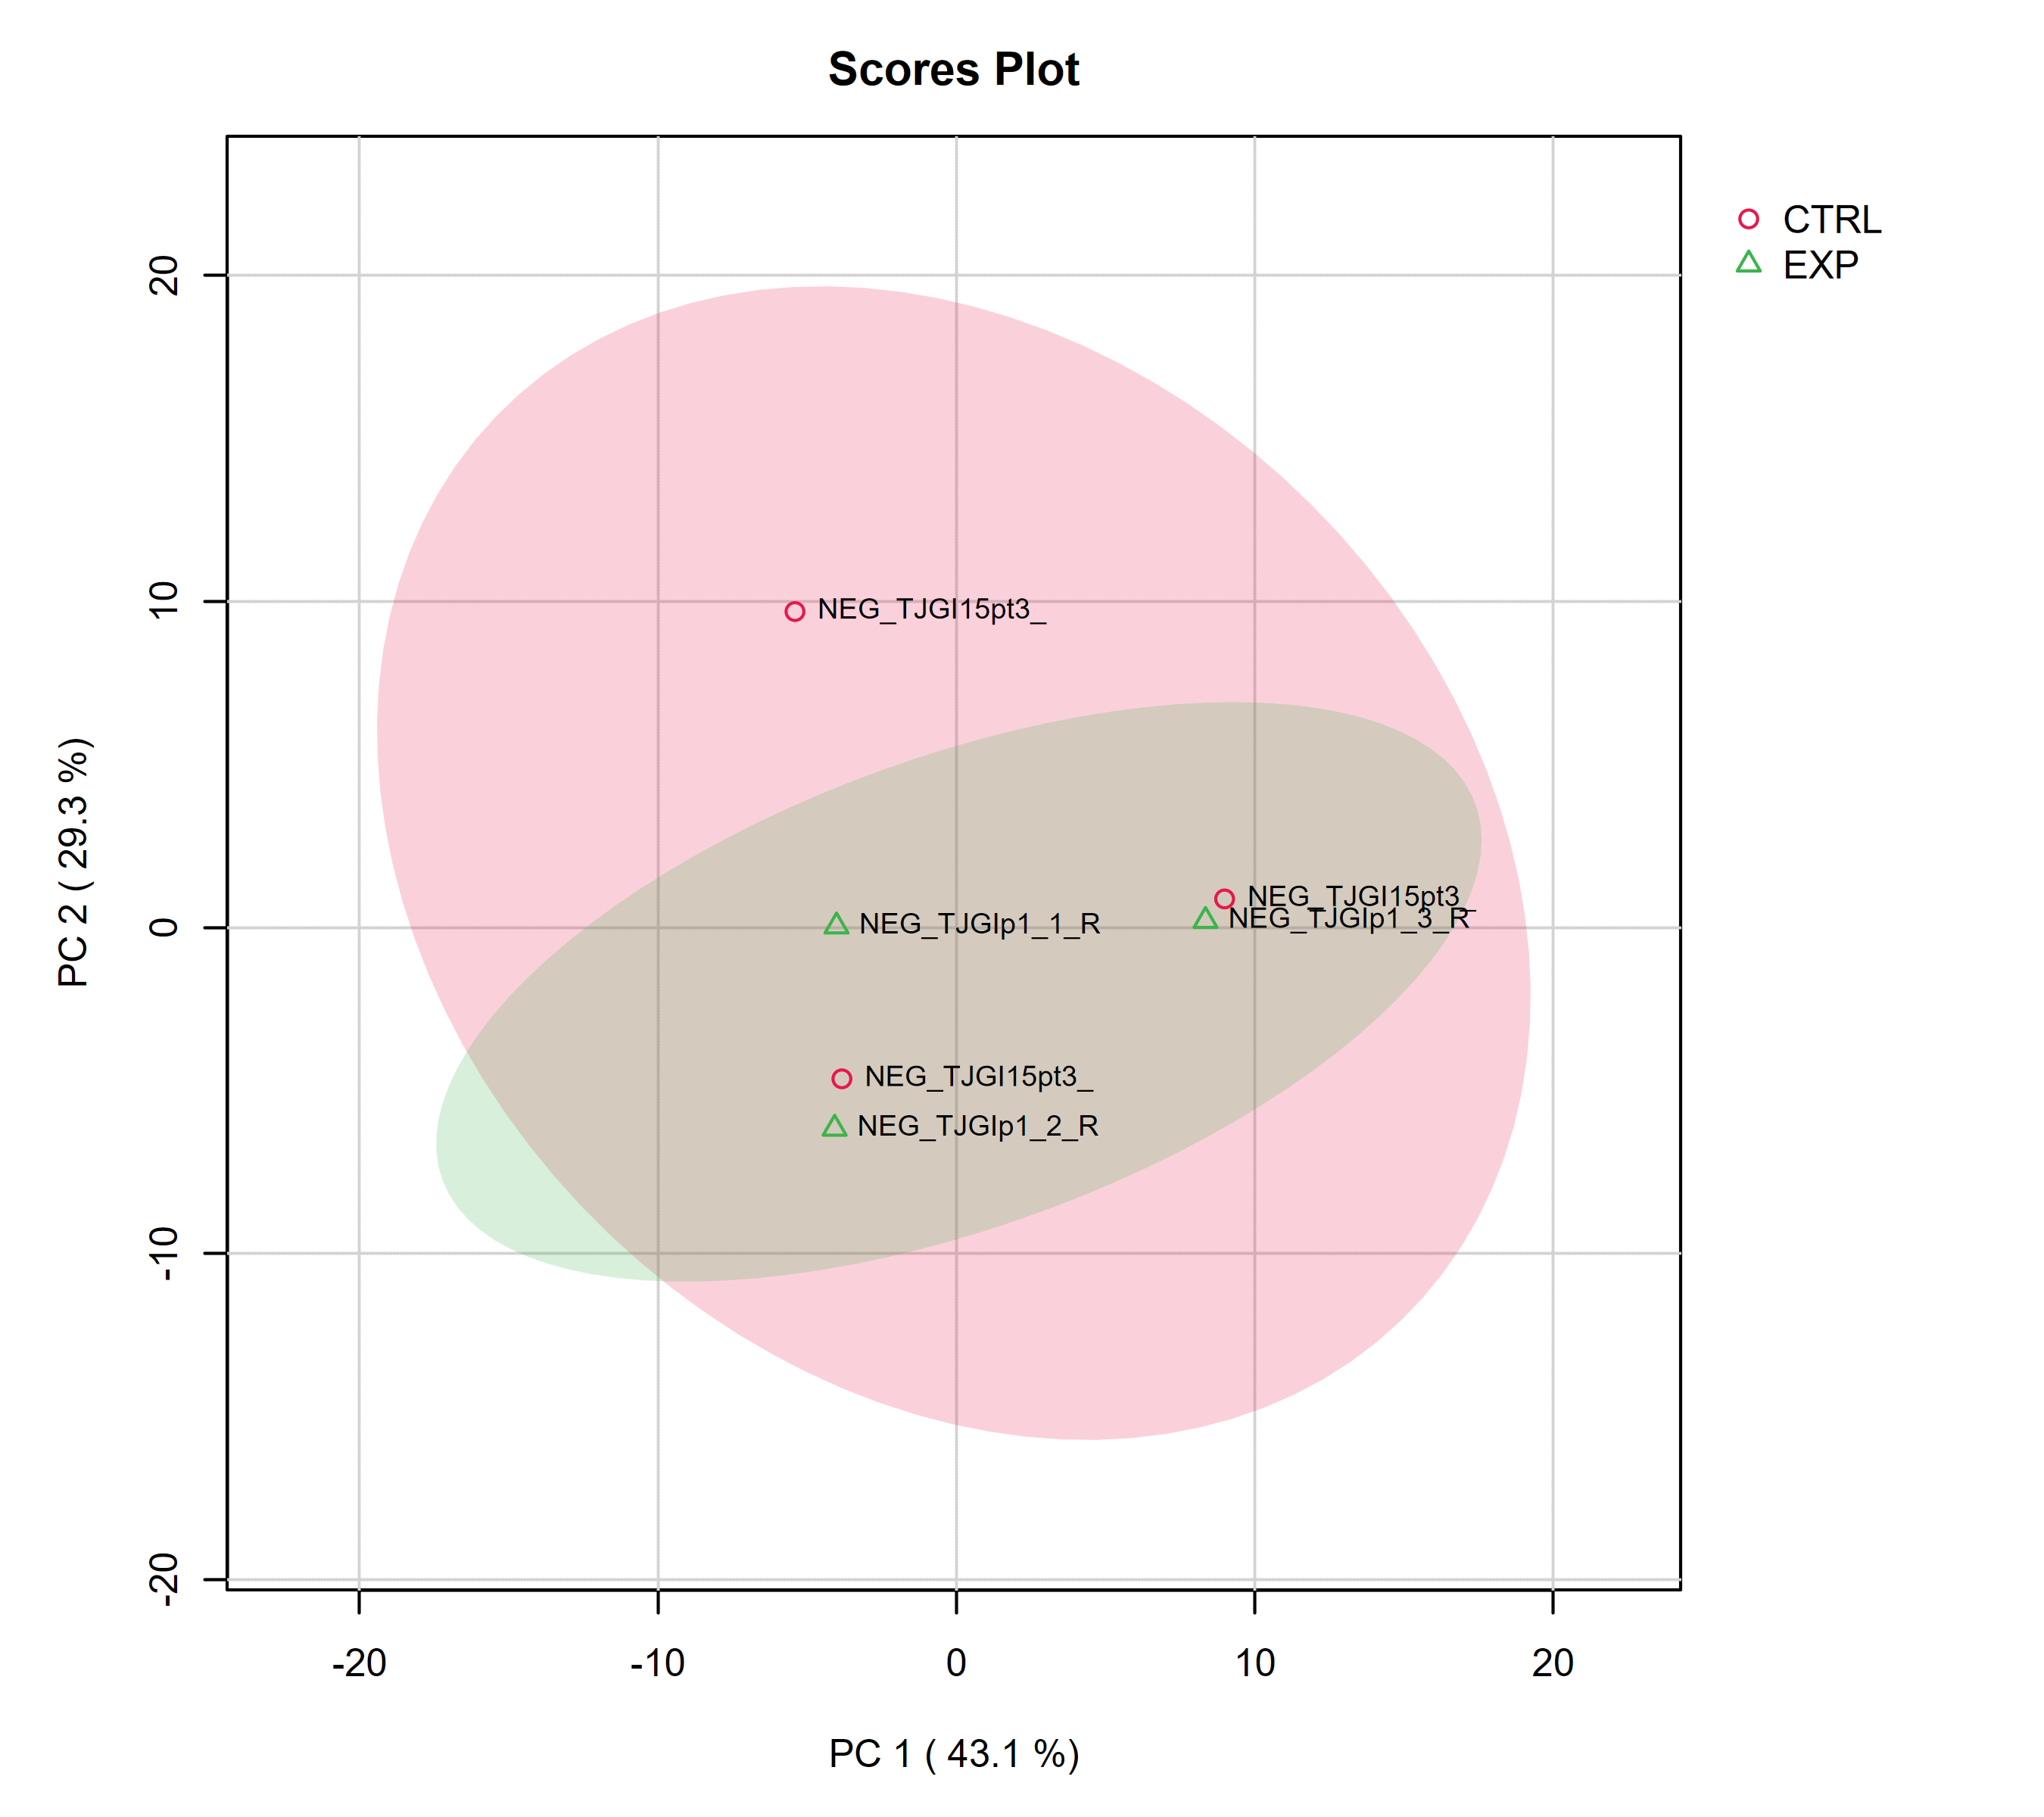 Scores Plot
CTRL
EXP
20
10
0
-10
-20
PC 2 ( 29.3 %)
NEG_TJGI15pt3_
NEG_TJGI15pt3_
NEG_TJGIp1_3_R
NEG_TJGIp1_1_R
NEG_TJGI15pt3_
NEG_TJGIp1_2_R
-20
-10
0
10
20
PC 1 ( 43.1 %)